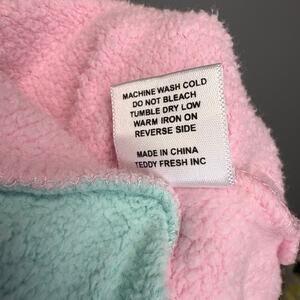 MACHINE WASH COLD
DO NOT BLEACH
TUMBLE DRY LOW
WARM IRON ON
REVERSE SIDE
MADE IN CHINA
TEDDY FRESH INC